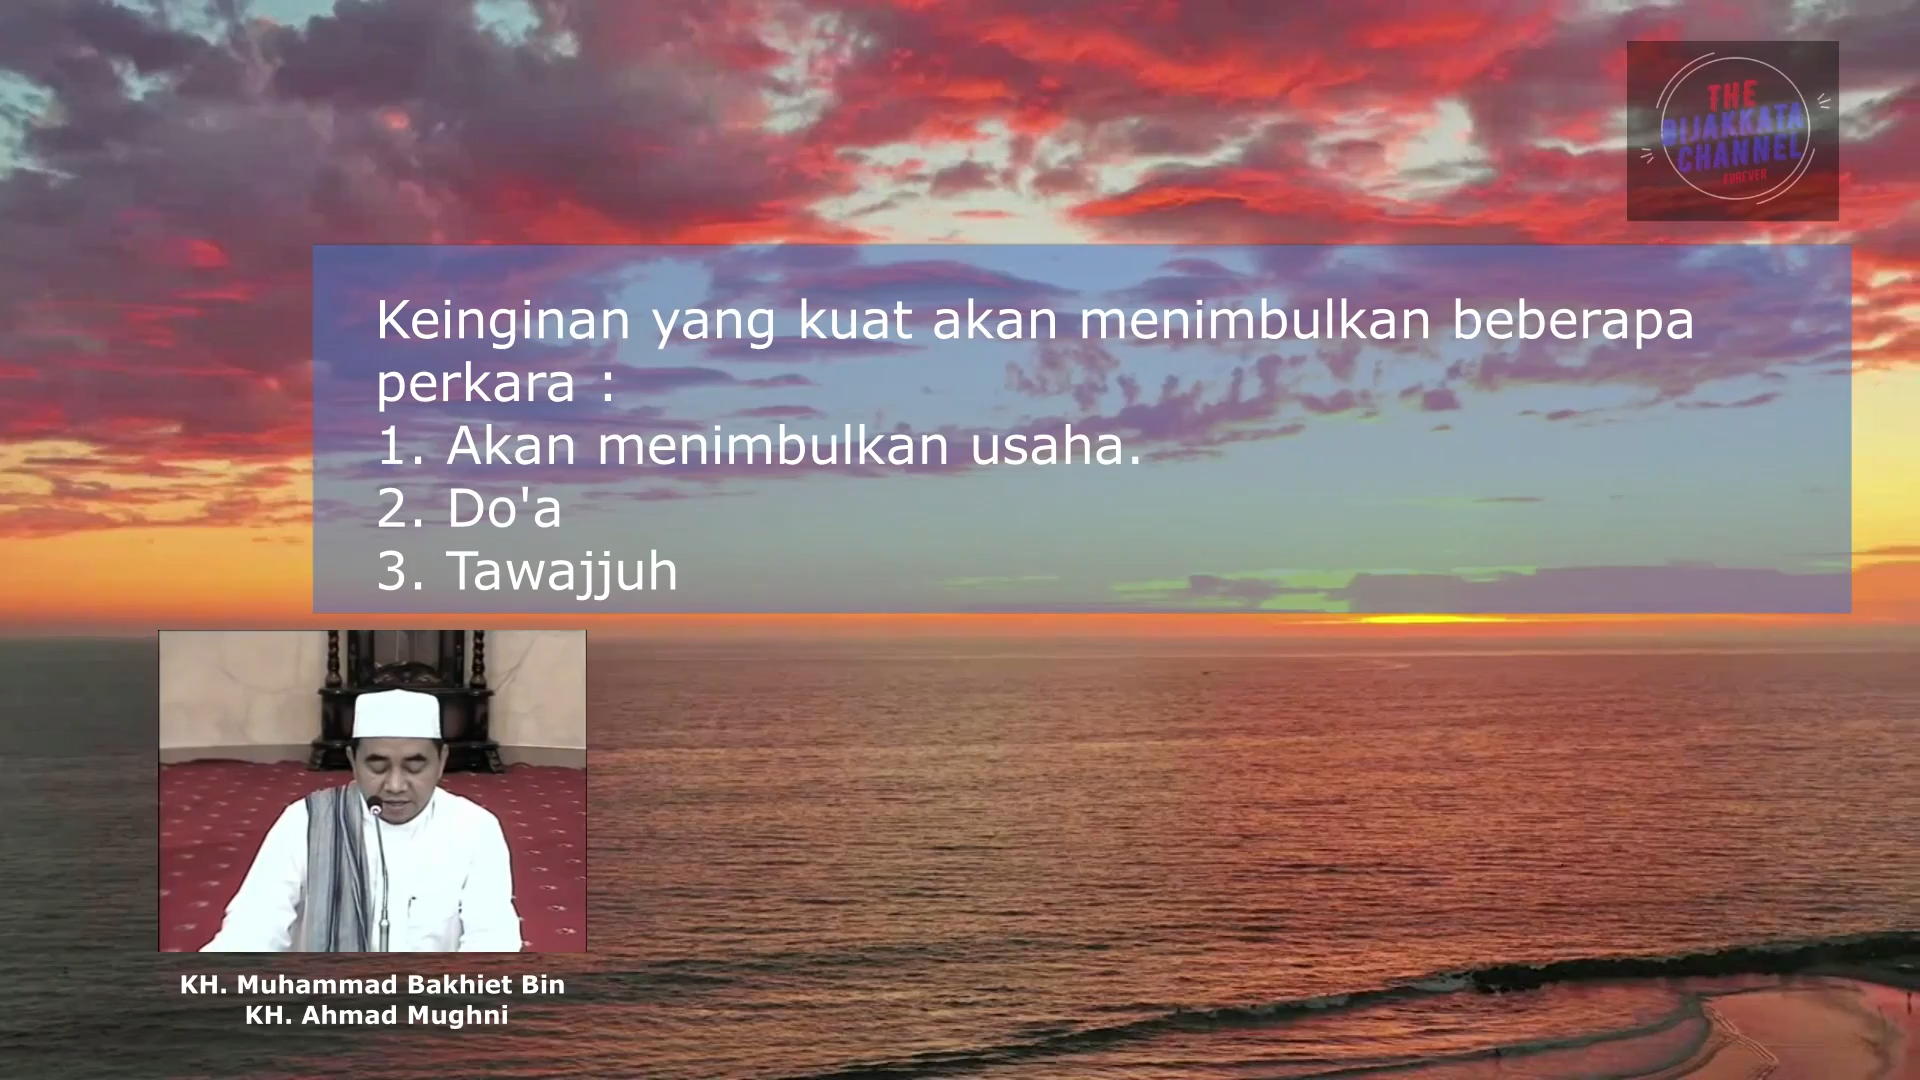 THE
BIJAKKATA
CHANNEL
FOREVER
Keinginan yang kuat akan menimbulkan beberapa
perkara :
1. Akan menimbulkan usaha.
2. Do'a
3. Tawajjuh
KH. Muhammad Bakhiet Bin
KH. Ahmad Mughni